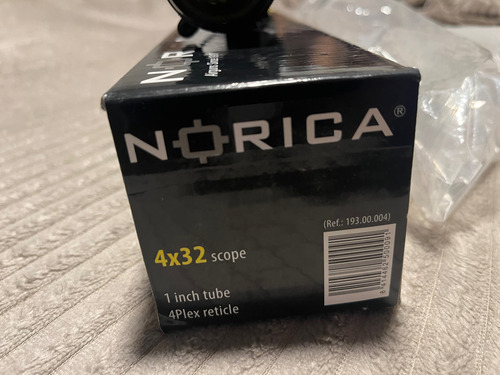 NORICA®
(Ref.: 193.00.004)
4x32 scope
1 inch tube
4Plex reticle